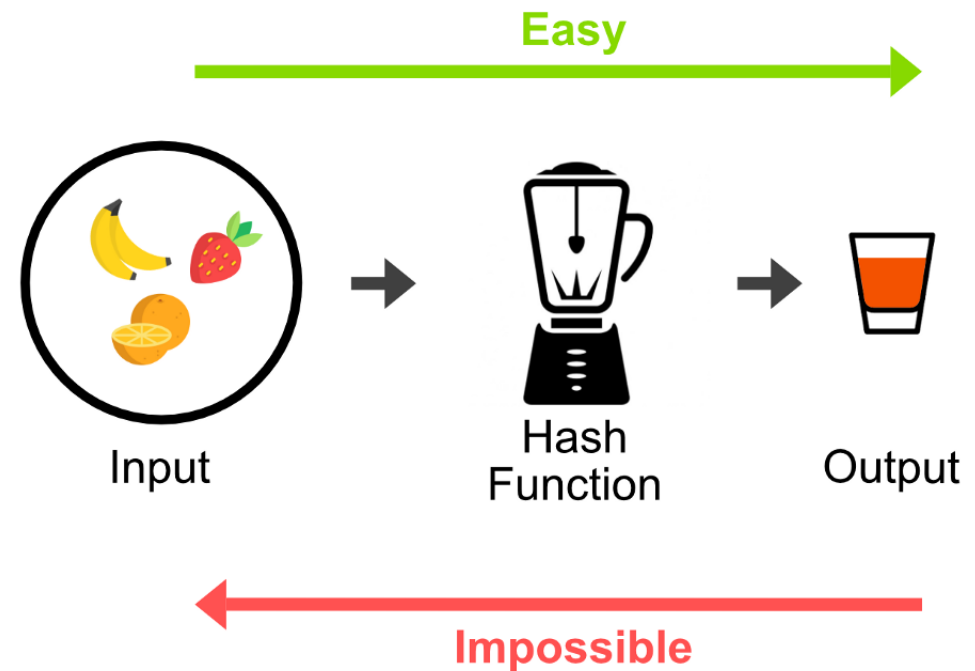 Easy
Input
Hash
Function
Output
Impossible